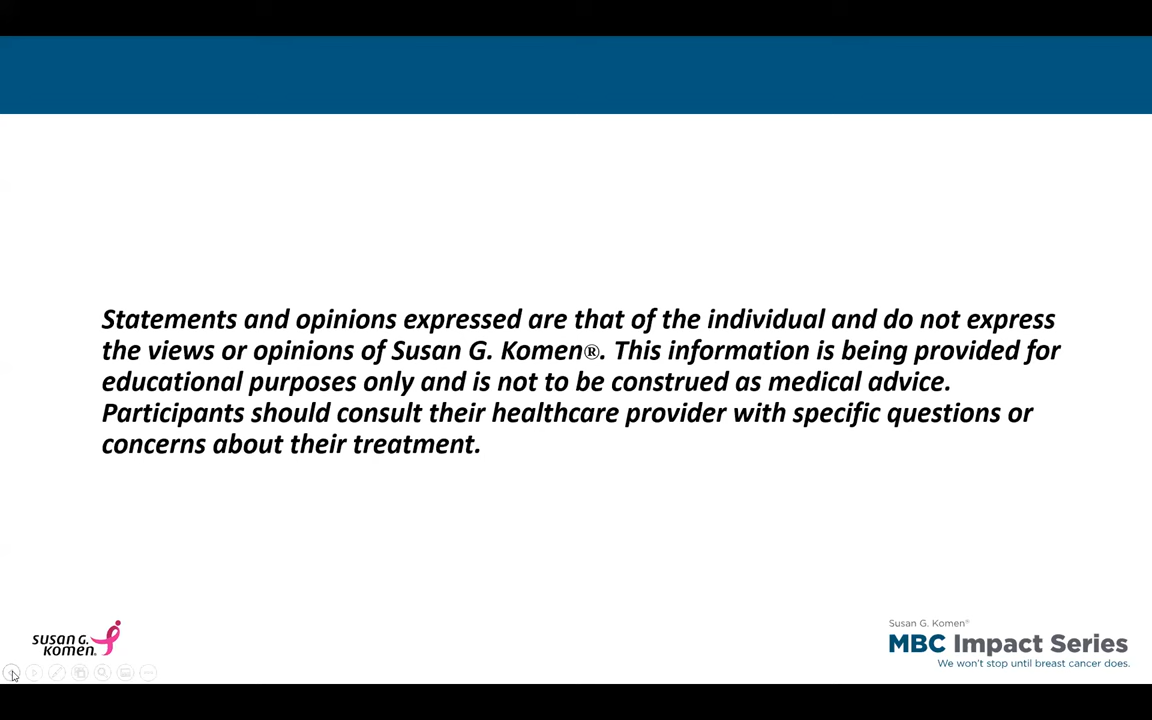 Statements and opinions expressed are that of the individual and do not express
the views or opinions of Susan G. Komen®. This information is being provided for
educational purposes only and is not to be construed as medical advice.
Participants should consult their healthcare provider with specific questions or
concerns about their treatment.
susan G.
komen®
Susan G. Komen®
MBC Impact Series
We won't stop until breast cancer does.